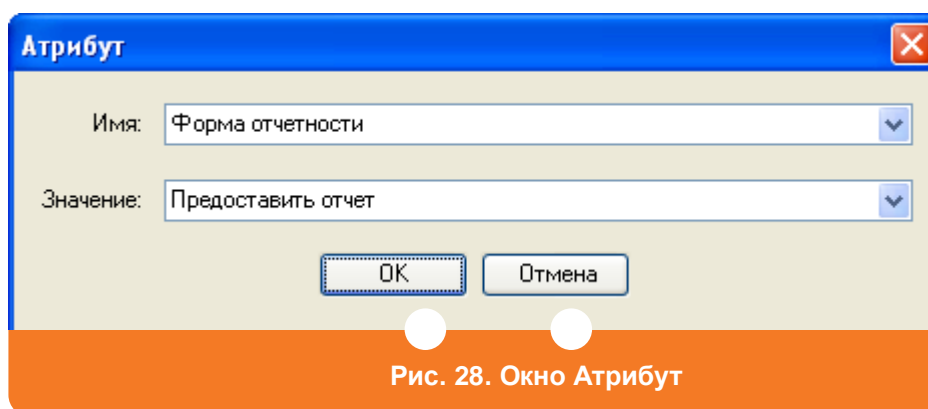 Атрибут
Имя: Форма отчетности
Значение: Предоставить отчет
OK Отмена
Рис. 28. Окно Атрибут